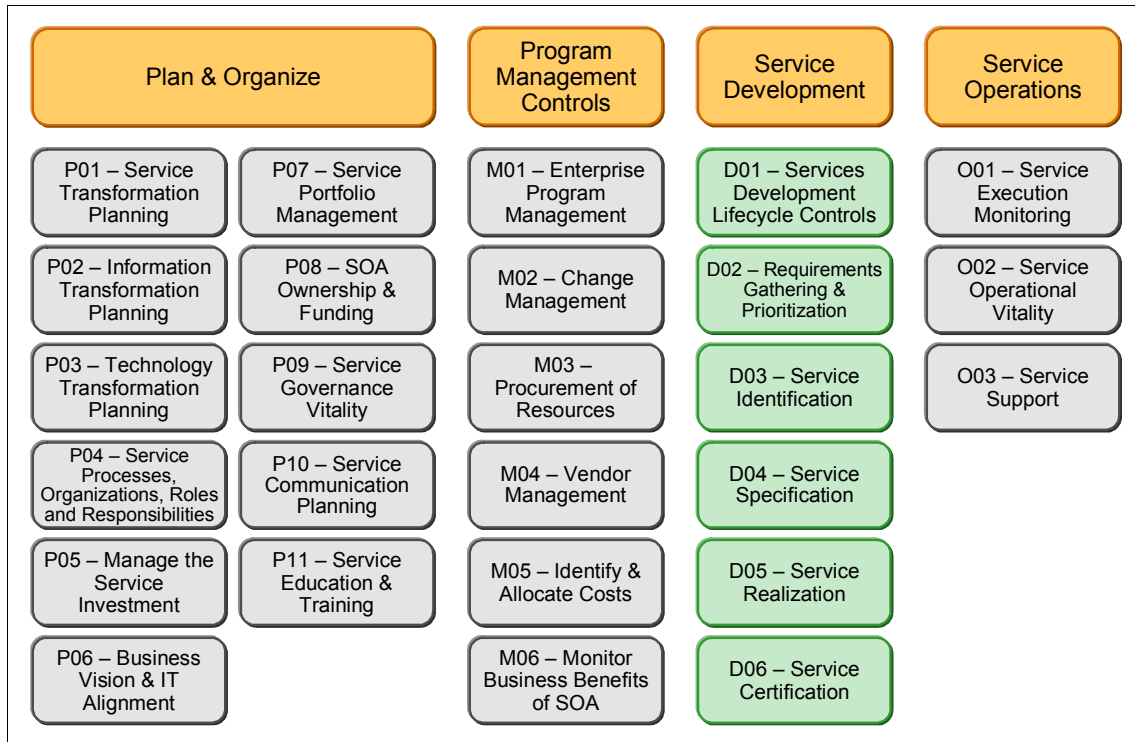 Plan & Organize
Program
Management
Controls
Service
Development
Service
Operations
P01 – Service
Transformation
Planning
P02 – Information
Transformation
Planning
P03 – Technology
Transformation
Planning
P04 – Service
Processes,
Organizations, Roles
and Responsibilities
P05 – Manage the
Service
Investment
P06 – Business
Vision & IT
Alignment
P07 – Service
Portfolio
Management
P08 – SOA
Ownership &
Funding
P09 – Service
Governance
Vitality
P10 – Service
Communication
Planning
P11 – Service
Education &
Training
M01 – Enterprise
Program
Management
M02 – Change
Management
M03 –
Procurement of
Resources
M04 – Vendor
Management
M05 – Identify &
Allocate Costs
M06 – Monitor
Business Benefits
of SOA
D01 – Services
Development
Lifecycle Controls
D02 – Requirements
Gathering &
Prioritization
D03 – Service
Identification
D04 – Service
Specification
D05 – Service
Realization
D06 – Service
Certification
O01 – Service
Execution
Monitoring
O02 – Service
Operational
Vitality
O03 – Service
Support